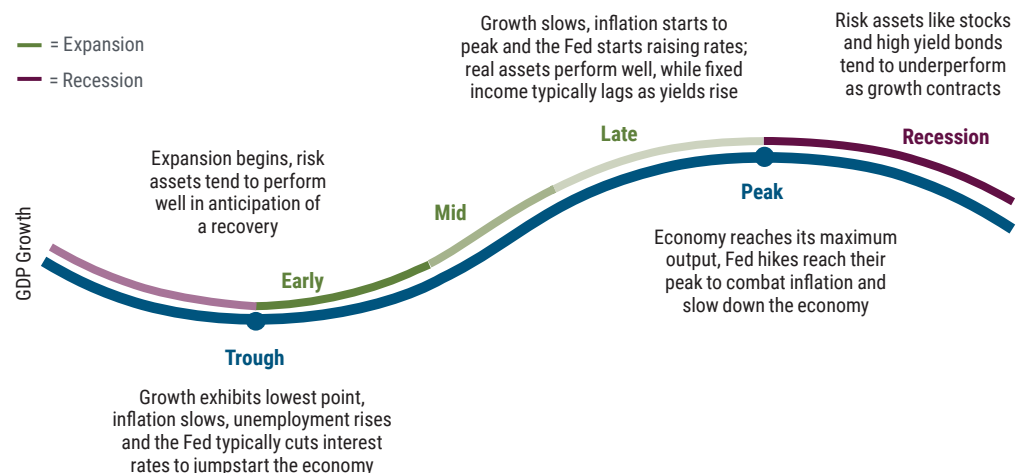 = Expansion
= Recession
Growth slows, inflation starts to
peak and the Fed starts raising rates;
real assets perform well, while fixed
income typically lags as yields rise
Risk assets like stocks
and high yield bonds
tend to underperform
as growth contracts
Late
Recession
Expansion begins, risk
assets tend to perform
well in anticipation of
a recovery
Mid
Peak
GDP Growth
Early
Economy reaches its maximum
output, Fed hikes reach their
peak to combat inflation and
slow down the economy
Trough
Growth exhibits lowest point,
inflation slows, unemployment rises
and the Fed typically cuts interest
rates to jumpstart the economy